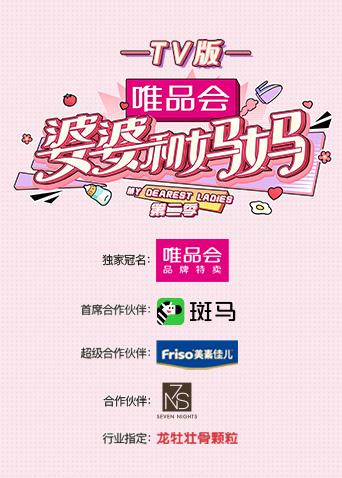 TV版
唯品会
婆婆和妈妈
MY DEAREST LADIES
第二季
独家冠名: 唯品会
品牌特卖
首席合作伙伴: 斑马
超级合作伙伴: Friso美素佳儿
合作伙伴: 7NS
SEVEN NIGHTS
行业指定: 龙牡壮骨颗粒